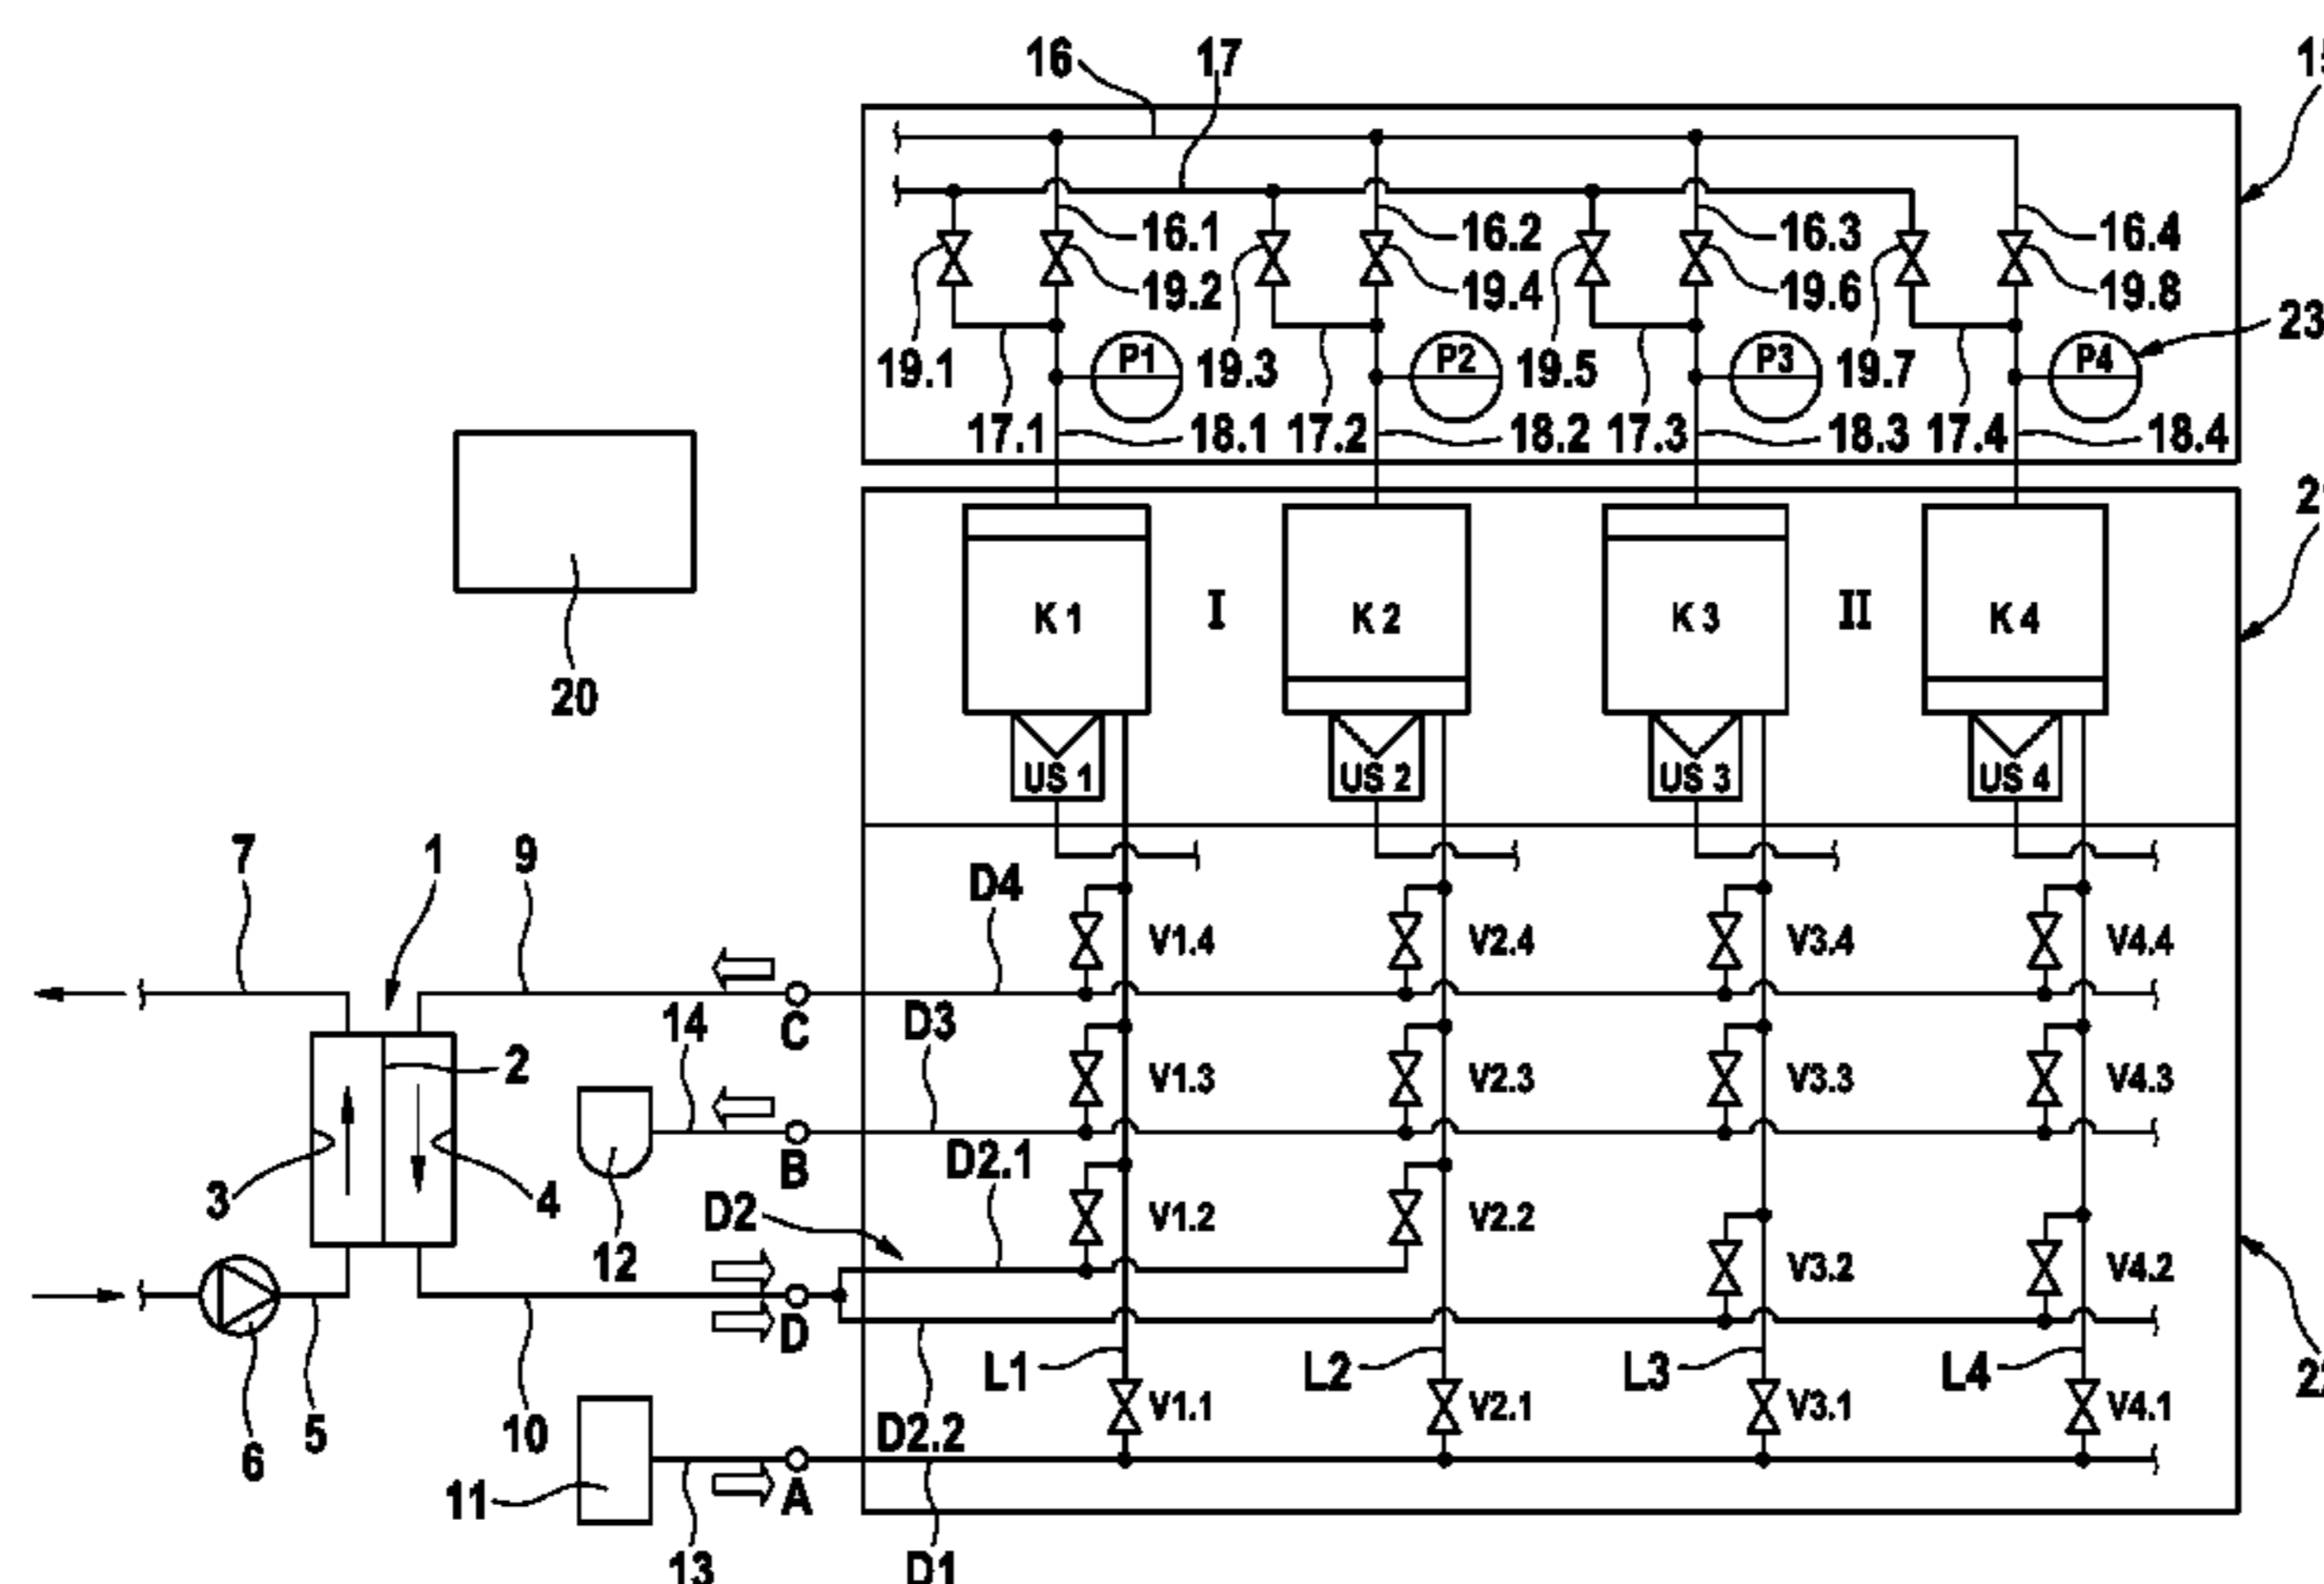 16 17
16.1 16.2 16.3 16.4
19.2 19.4 19.6 19.8
23
19.1 P1 19.3 P2 19.5 P3 19.7 P4
17.1 18.1 17.2 18.2 17.3 18.3 17.4 18.4
K 1 I K 2 K 3 II K 4
20
US 1 US 2 US 3 US 4
7 1 9 D4
V1.4 V2.4 V3.4 V4.4
14 C D3
2
V1.3 V2.3 V3.3 V4.3
B D2.1
3 4 D2
V1.2 V2.2
12 V3.2 V4.2
D
L1 L2 L3 L4
V1.1 V2.1 V3.1 V4.1
6 5 10 D2.2
11 A
13 D1